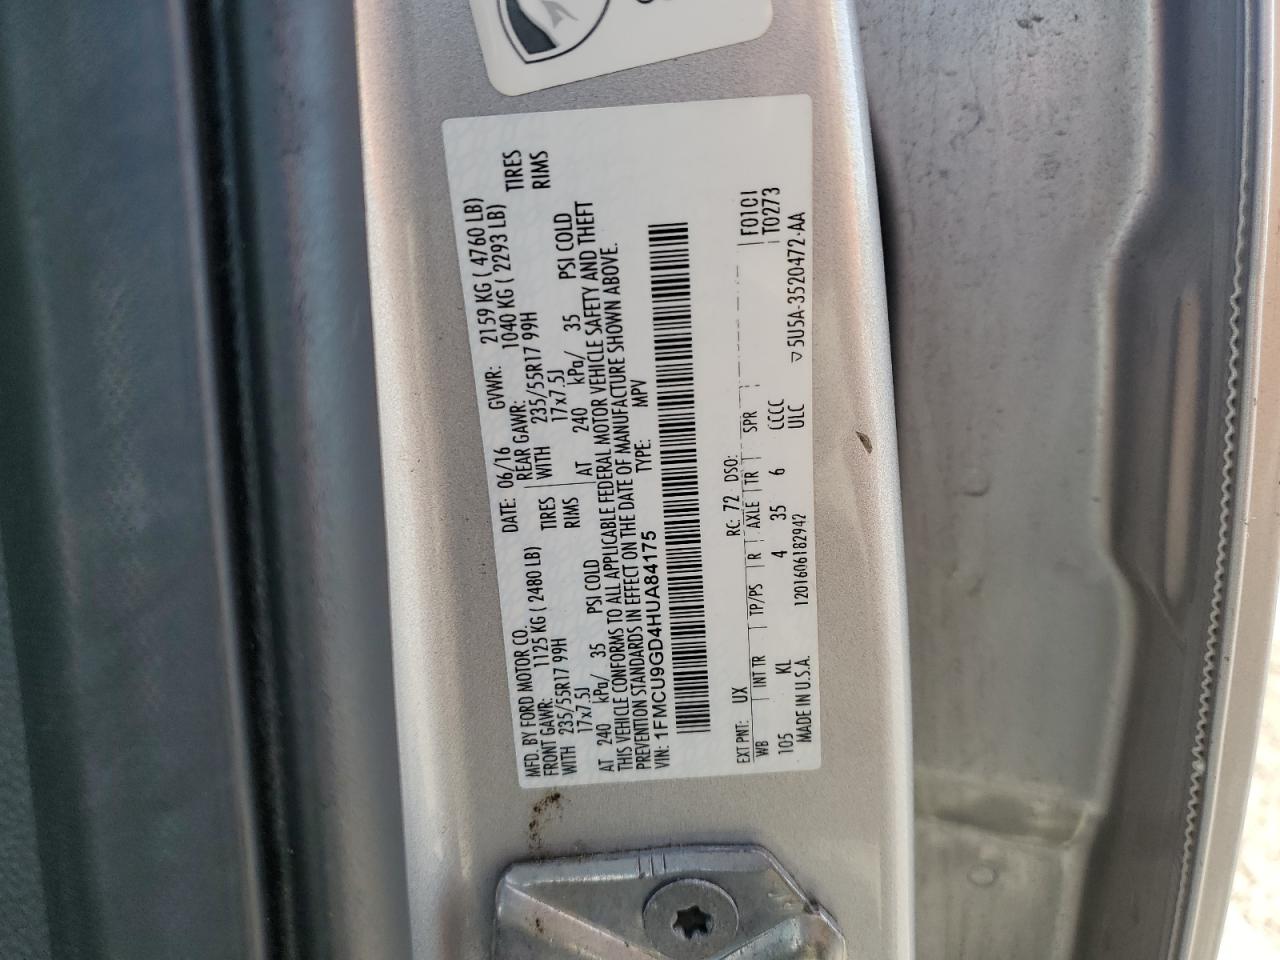 MFD. BY FORD MOTOR CO.
DATE: 06/16 GVWR: 2159 KG ( 4760 LB)
FRONT GAWR: 1125 KG ( 2480 LB) REAR GAWR: 1040 KG ( 2293 LB)
WITH 235/55R17 99H TIRES WITH 235/55R17 99H TIRES
17x7.5J RIMS 17x7.5J RIMS
AT 240 kPa/ 35 PSI COLD AT 240 kPa/ 35 PSI COLD
THIS VEHICLE CONFORMS TO ALL APPLICABLE FEDERAL MOTOR VEHICLE SAFETY AND THEFT
PREVENTION STANDARDS IN EFFECT ON THE DATE OF MANUFACTURE SHOWN ABOVE.
VIN: 1FMCU9GD4HUA84175 TYPE: MPV
EXT PNT: UX RC: 72 DSO: F0101
WB INT TR TP/PS R AXLE TR SPR T0273
105 KL 4 35 6 CCCC
MADE IN U.S.A. 1201606182942 ULC ▽5U5A-3520472-AA